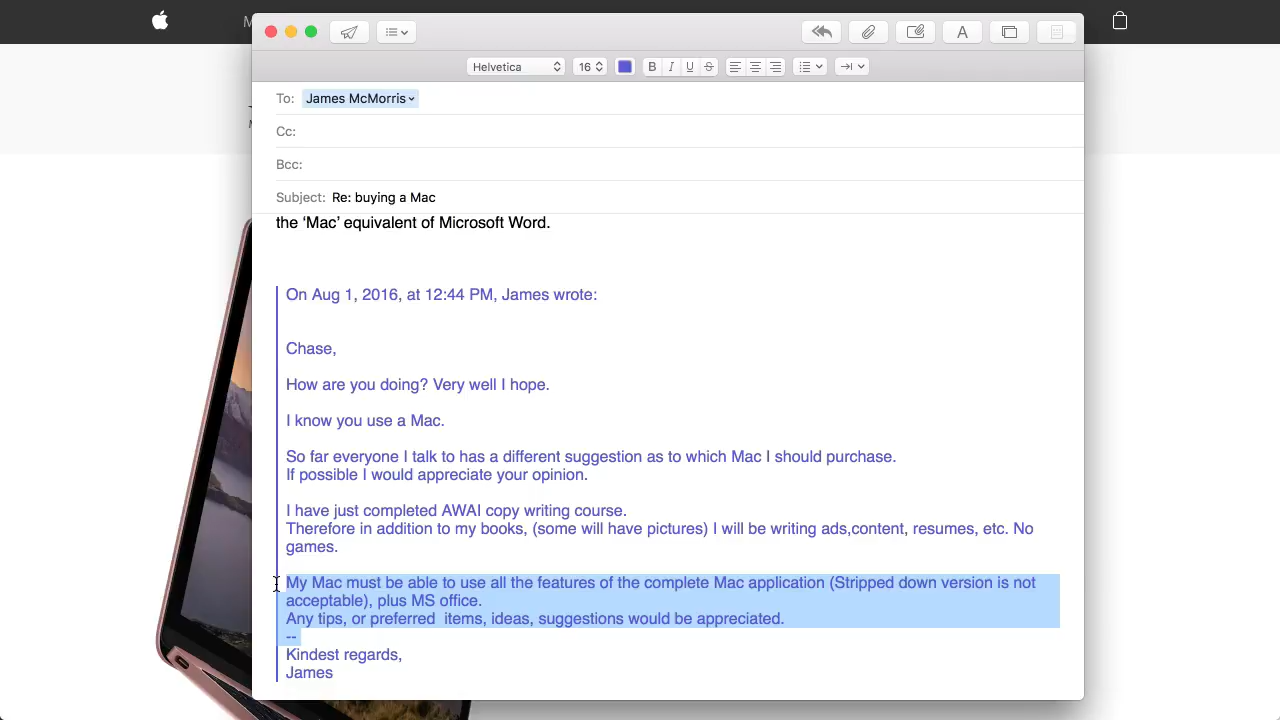 Helvetica
16
B I U S
A
To: James McMorris
Cc:
Bcc:
Subject: Re: buying a Mac
the ‘Mac’ equivalent of Microsoft Word.
On Aug 1, 2016, at 12:44 PM, James wrote:
Chase,
How are you doing? Very well I hope.
I know you use a Mac.
So far everyone I talk to has a different suggestion as to which Mac I should purchase.
If possible I would appreciate your opinion.
I have just completed AWAI copy writing course.
Therefore in addition to my books, (some will have pictures) I will be writing ads,content, resumes, etc. No
games.
My Mac must be able to use all the features of the complete Mac application (Stripped down version is not
acceptable), plus MS office.
Any tips, or preferred  items, ideas, suggestions would be appreciated.
--
Kindest regards,
James